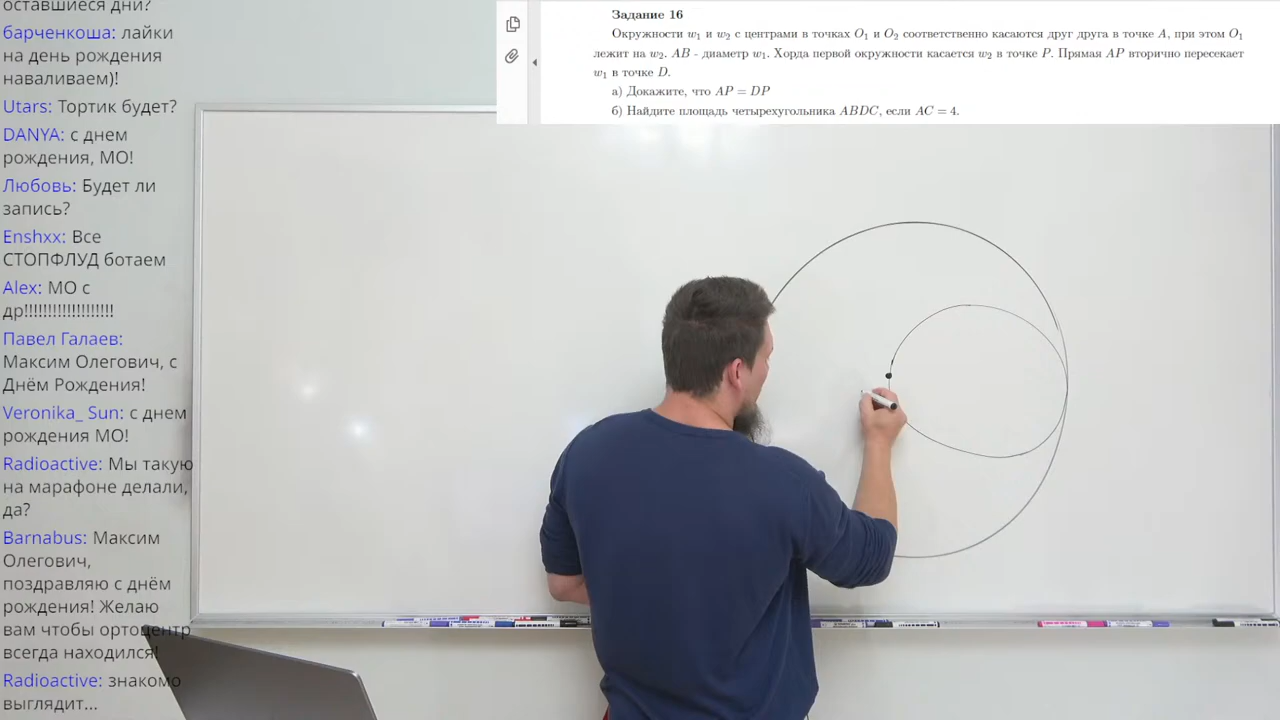 оставшиеся дни?
барченкоша: лайки
на день рождения
наваливаем)!
Utars: Тортик будет?
DANYA: с днем
рождения, МО!
Любовь: Будет ли
запись?
Enshxx: Все
СТОПФЛУД ботаем
Alex: МО с
др!!!!!!!!!!!!!!!!!!!
Павел Галаев:
Максим Олегович, с
Днём Рождения!
Veronika_ Sun: с днем
рождения МО!
Radioactive: Мы такую
на марафоне делали,
да?
Barnabus: Максим
Олегович,
поздравляю с днём
рождения! Желаю
вам чтобы ортоцентр
всегда находился!
Radioactive: знакомо
выглядит...
Задание 16
Окружности w₁ и w₂ с центрами в точках O₁ и O₂ соответственно касаются друг друга в точке A, при этом O₁
лежит на w₂. AB - диаметр w₁. Хорда первой окружности касается w₂ в точке P. Прямая AP вторично пересекает
w₁ в точке D.
а) Докажите, что AP = DP
б) Найдите площадь четырехугольника ABDC, если AC = 4.